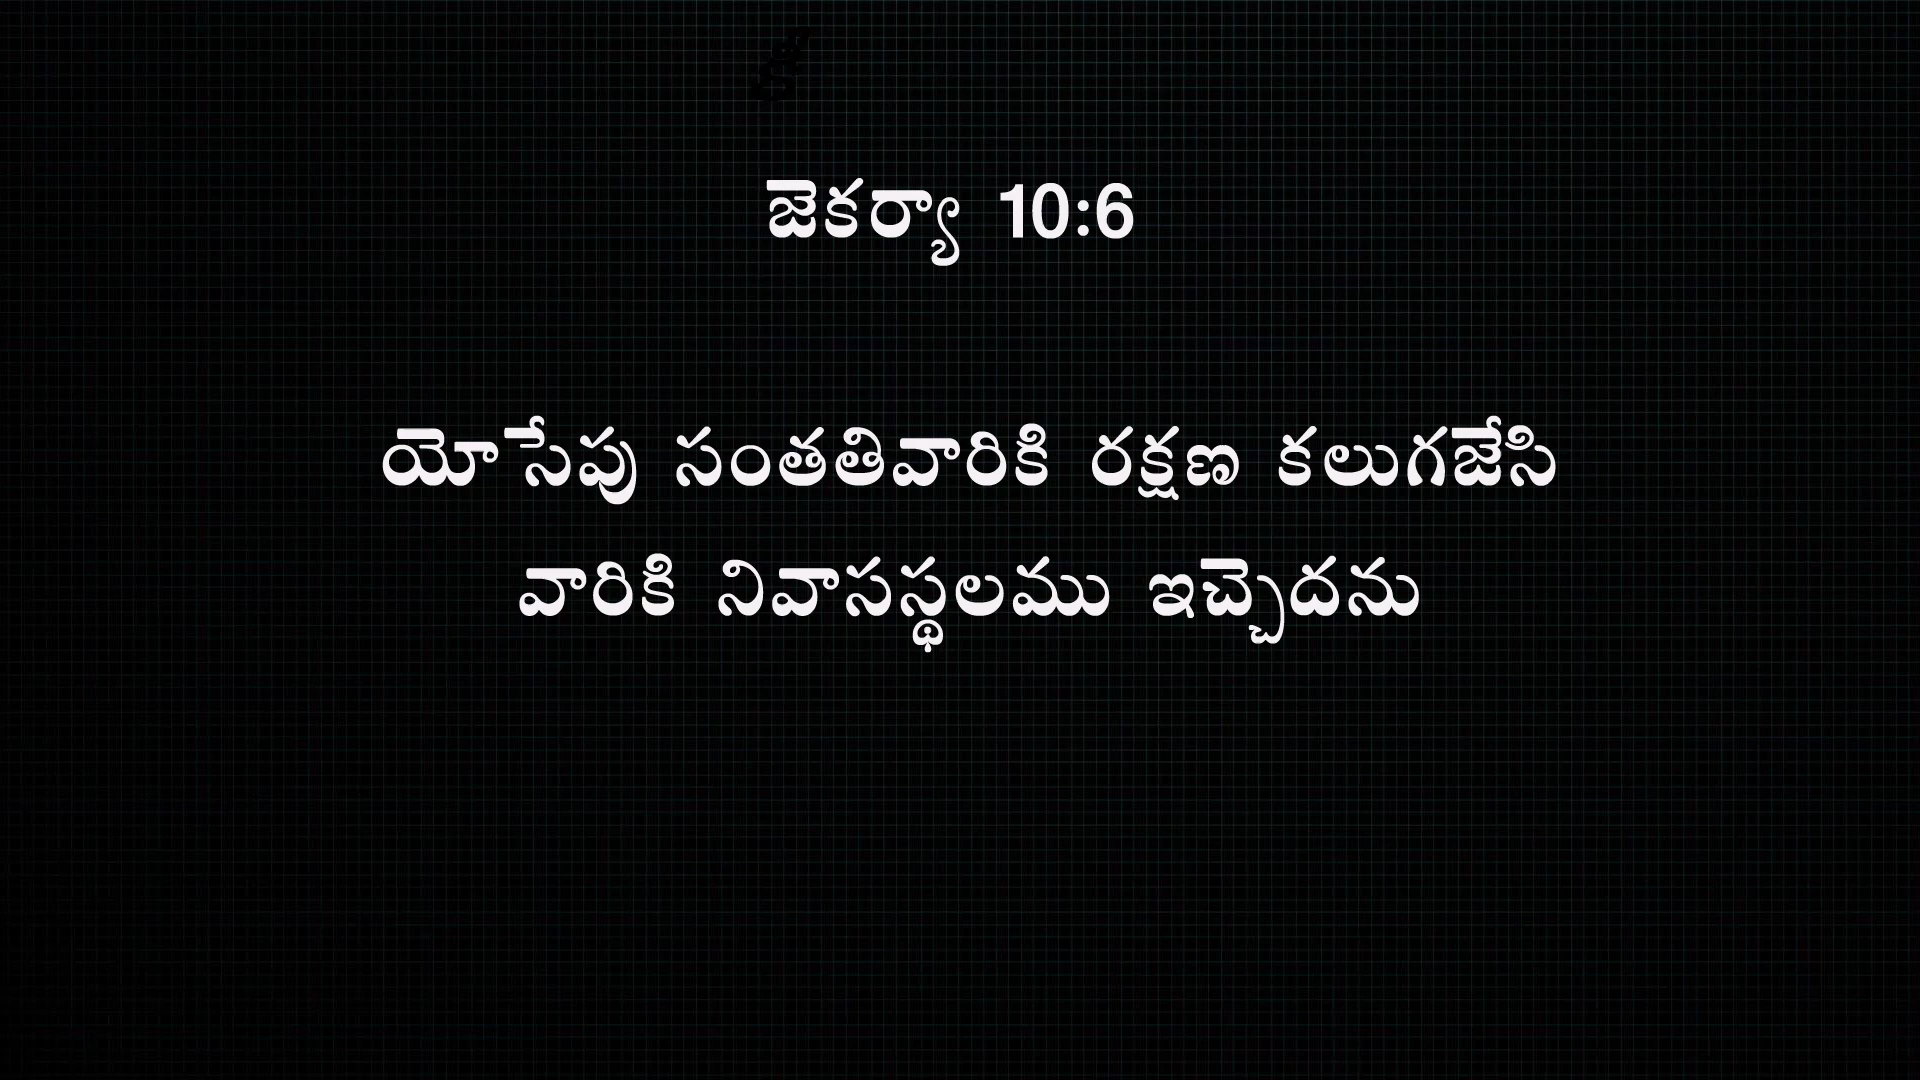 జెకర్యా 10:6
యోసేపు సంతతివారికి రక్షణ కలుగజేసి
వారికి నివాసస్థలము ఇచ్చెదను